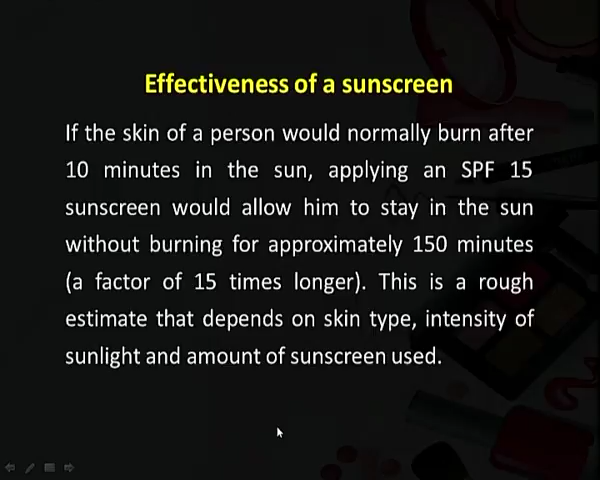 Effectiveness of a sunscreen
If the skin of a person would normally burn after
10 minutes in the sun, applying an SPF 15
sunscreen would allow him to stay in the sun
without burning for approximately 150 minutes
(a factor of 15 times longer). This is a rough
estimate that depends on skin type, intensity of
sunlight and amount of sunscreen used.